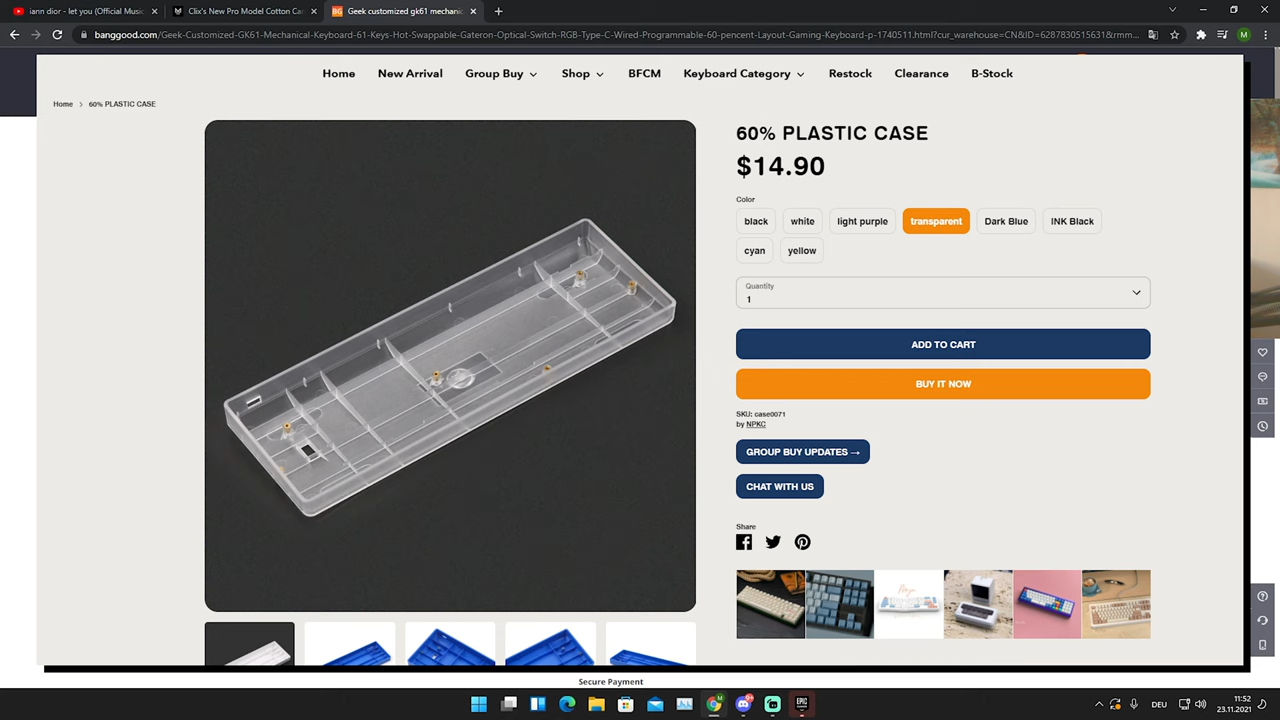 iann dior - let you (Official Music
Clix's New Pro Model Cotton Ca
Geek customized gk61 mechanic
banggood.com/Geek-Customized-GK61-Mechanical-Keyboard-61-Keys-Hot-Swappable-Gateron-Optical-Switch-RGB-Type-C-Wired-Programmable-60-percent-Layout-Gaming-Keyboard-p-1740511.html?cur_warehouse=CN&ID=6287830515631&rmm...
M
Home New Arrival Group Buy Shop BFCM Keyboard Category Restock Clearance B-Stock
Home > 60% PLASTIC CASE
60% PLASTIC CASE
$14.90
Color
black white light purple transparent Dark Blue INK Black
cyan yellow
Quantity
1
ADD TO CART
BUY IT NOW
SKU: case0071
by NPKC
GROUP BUY UPDATES →
CHAT WITH US
Share
Secure Payment
EPIC
DEU
11:52
23.11.2021